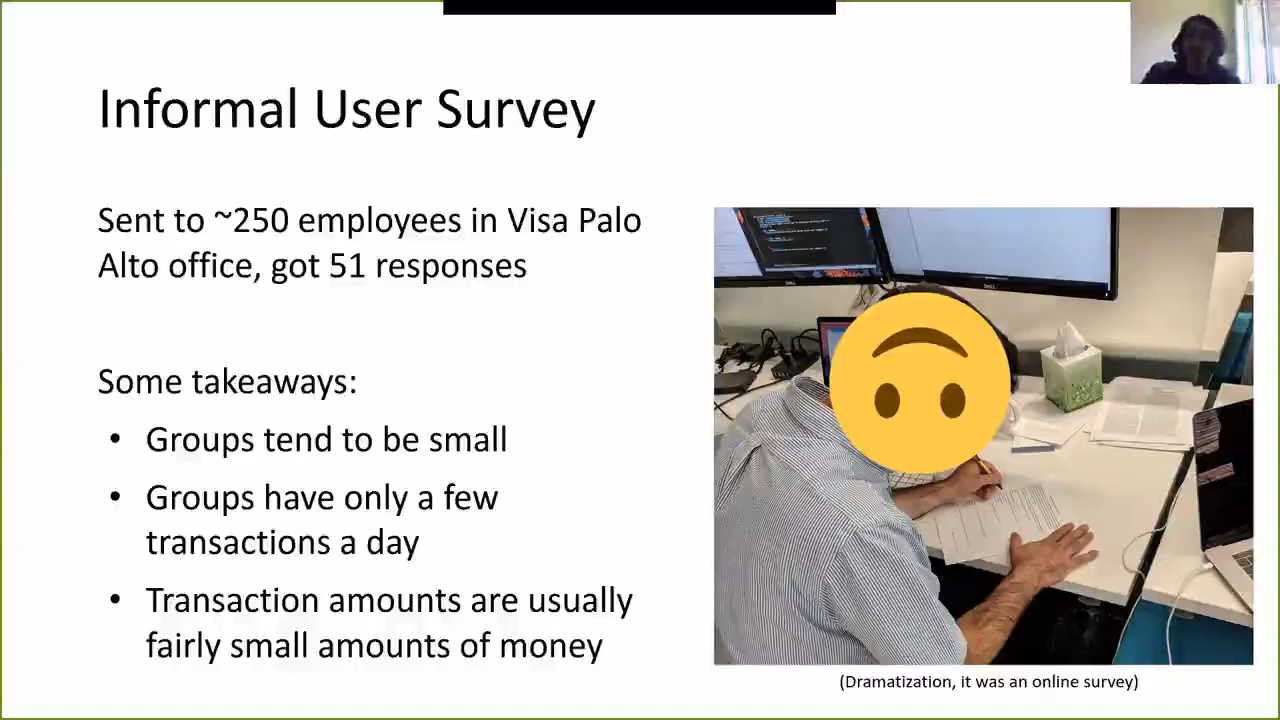 Informal User Survey
Sent to ~250 employees in Visa Palo
Alto office, got 51 responses
Some takeaways:
• Groups tend to be small
• Groups have only a few
transactions a day
• Transaction amounts are usually
fairly small amounts of money
(Dramatization, it was an online survey)